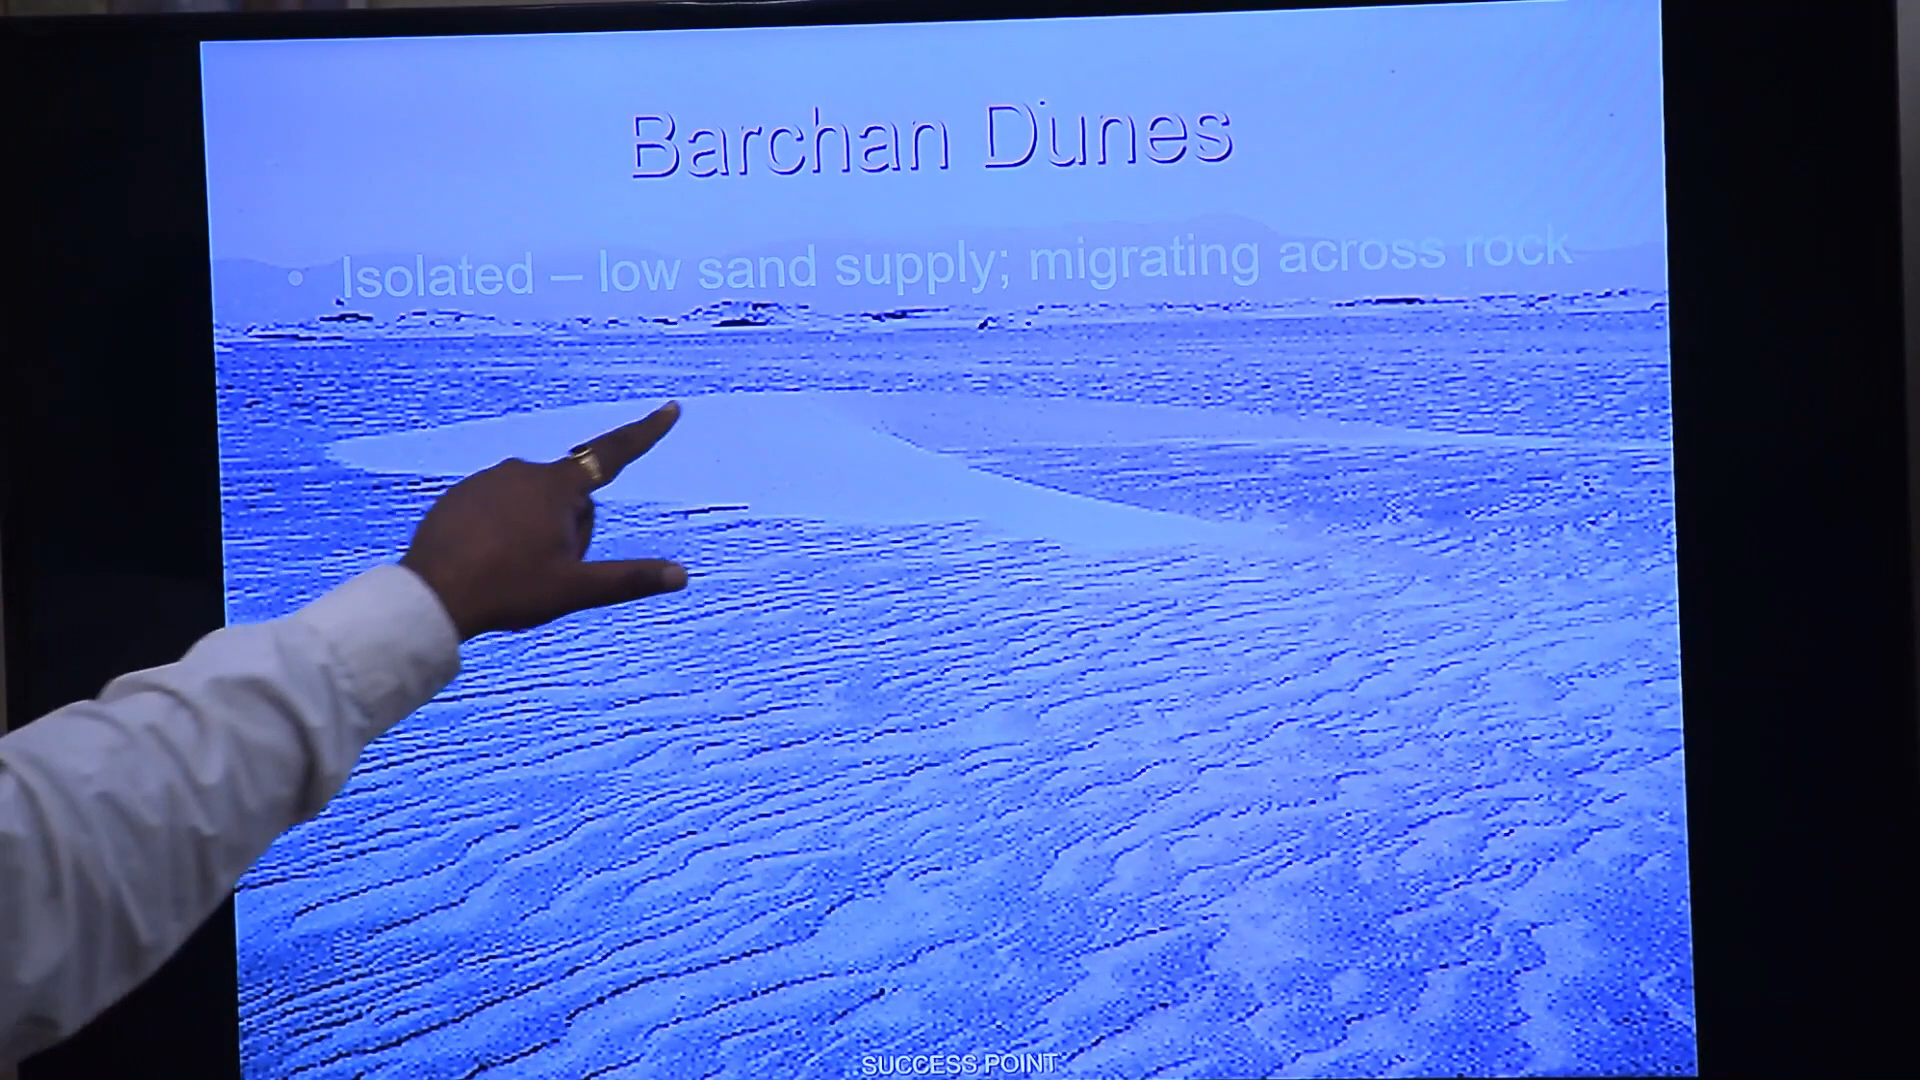 Barchan Dunes
• Isolated – low sand supply; migrating across rock
SUCCESS POINT